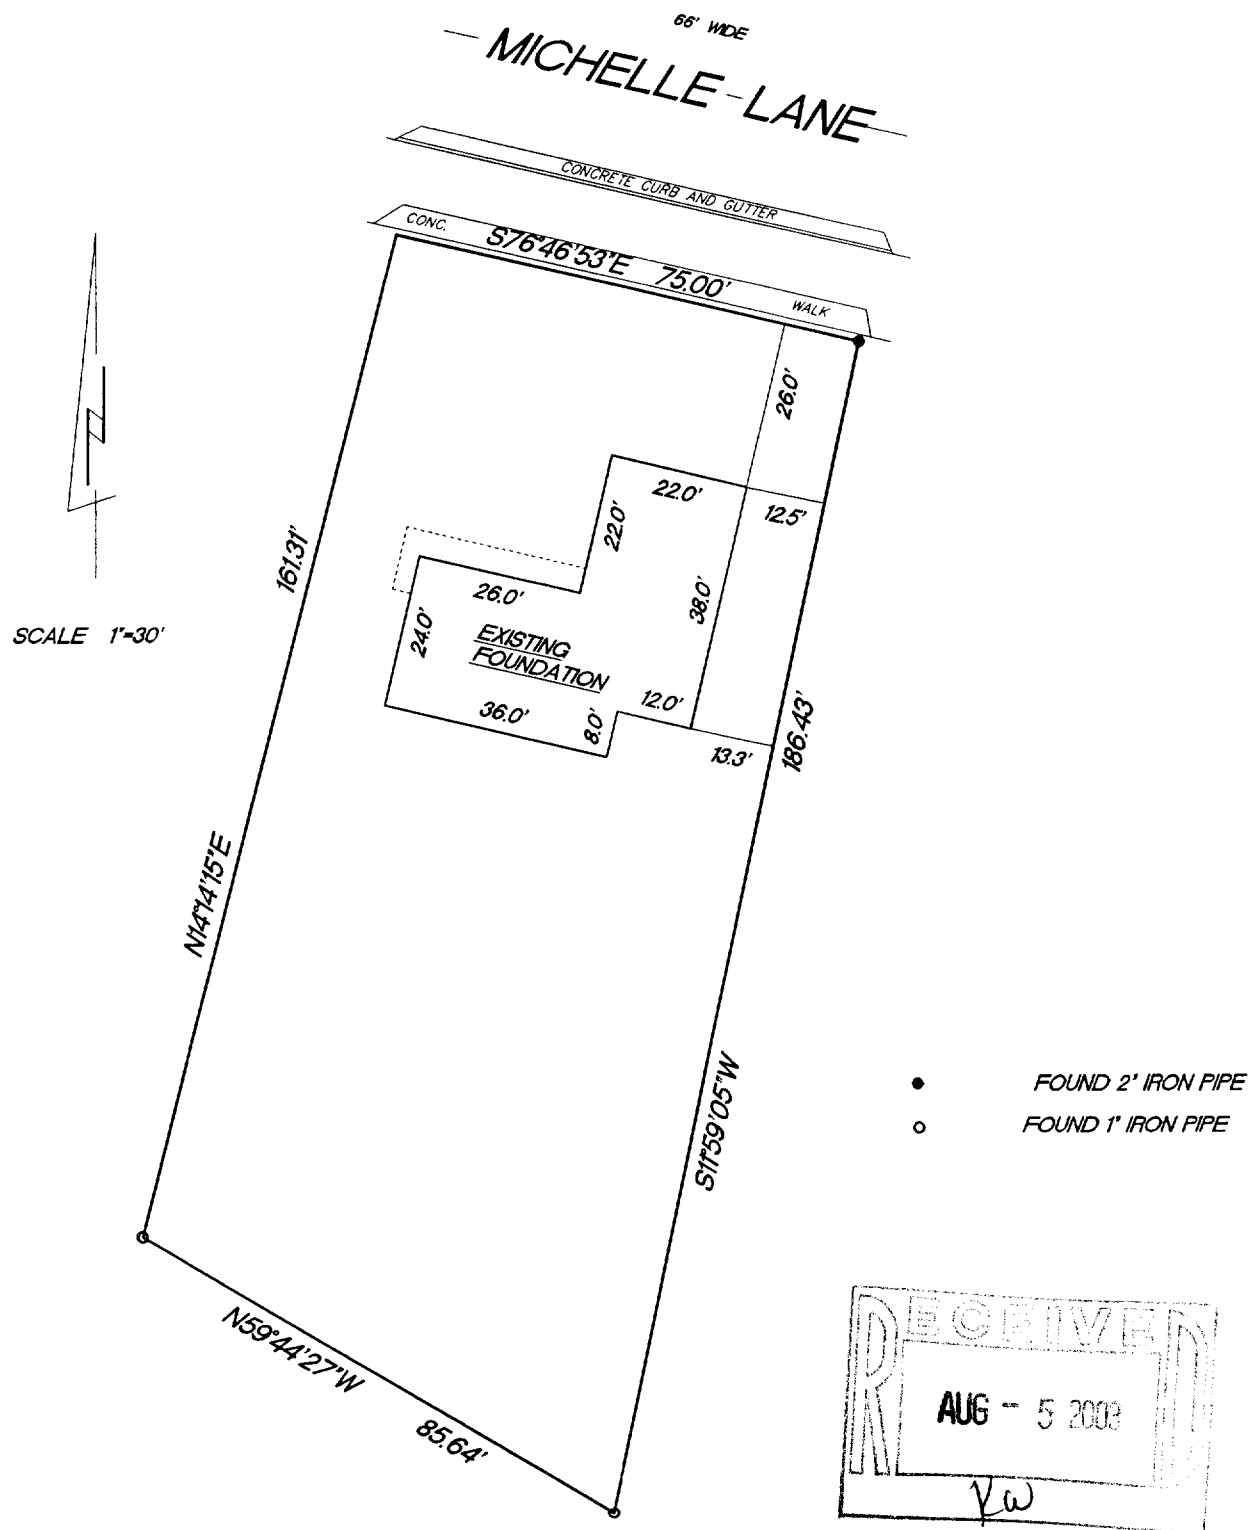 66' WIDE
MICHELLE LANE
CONCRETE CURB AND GUTTER
CONC.
S76°46'53"E 75.00'
WALK
26.0'
22.0'
12.5'
22.0'
161.31'
26.0'
38.0'
SCALE 1"=30'
24.0'
EXISTING
FOUNDATION
12.0'
36.0'
8.0'
13.3'
186.43'
N14°14'15"E
S11°59'05"W
FOUND 2" IRON PIPE
FOUND 1" IRON PIPE
N59°44'27"W
85.64'
RECEIVED
AUG - 5 2003